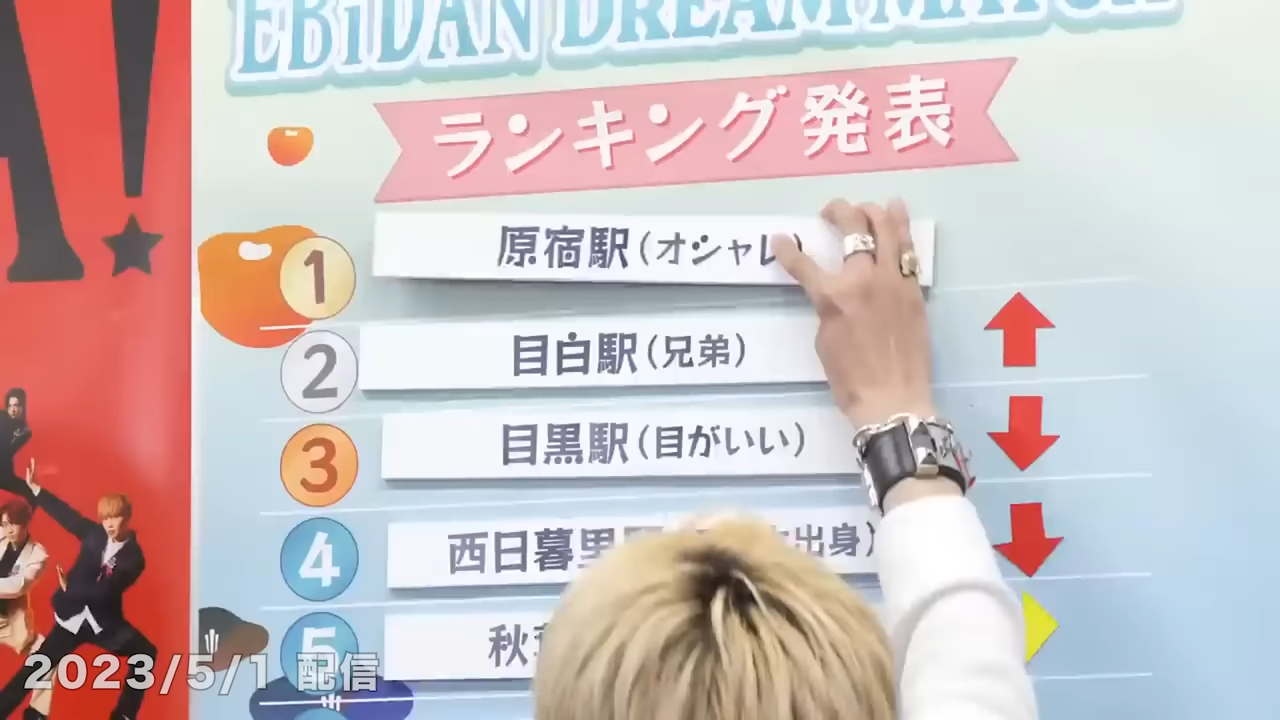 EBiDAN DREAM MATCH
ランキング発表
1 原宿駅(オシャレ)
2 目白駅(兄弟)
3 目黒駅(目がいい)
4 西日暮里 出身)
5 秋
2023/5/1 配信